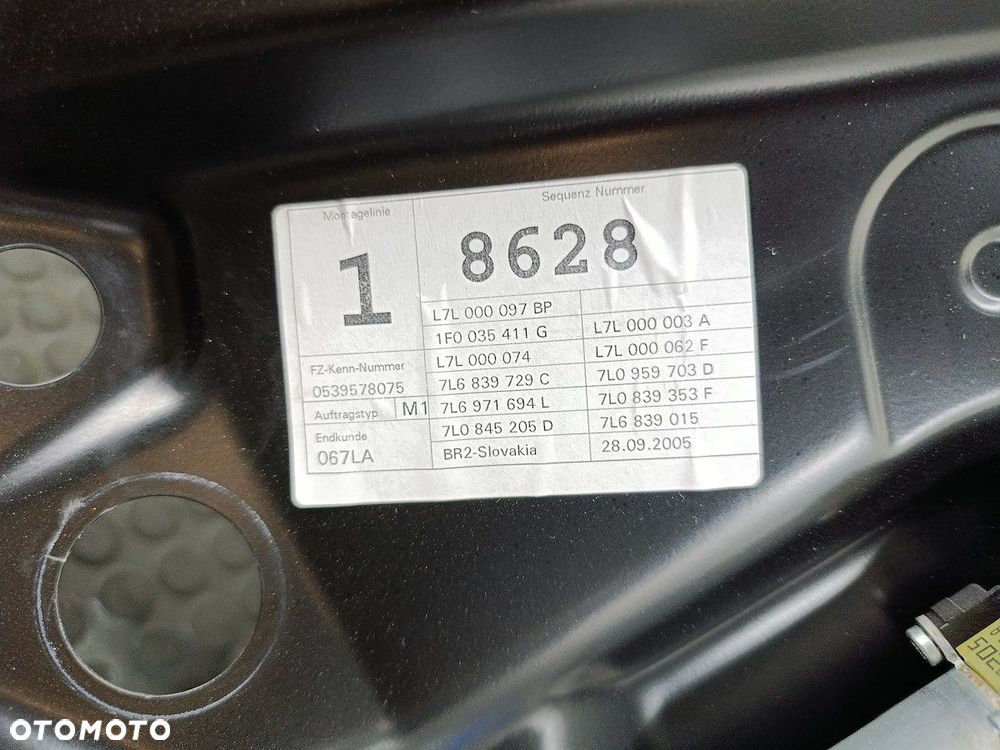 Montagelinie
Sequenz Nummer
1
8628
L7L 000 097 BP
1F0 035 411 G
L7L 000 003 A
FZ-Kenn-Nummer
L7L 000 074
L7L 000 062 F
0539578075
7L6 839 729 C
7L0 959 703 D
Auftragstyp
M1
7L6 971 694 L
7L0 839 353 F
Endkunde
7L0 845 205 D
7L6 839 015
067LA
BR2-Slovakia
28.09.2005
OTOMOTO